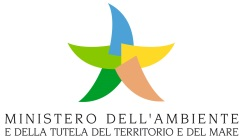 MINISTERO DELL'AMBIENTE
E DELLA TUTELA DEL TERRITORIO E DEL MARE